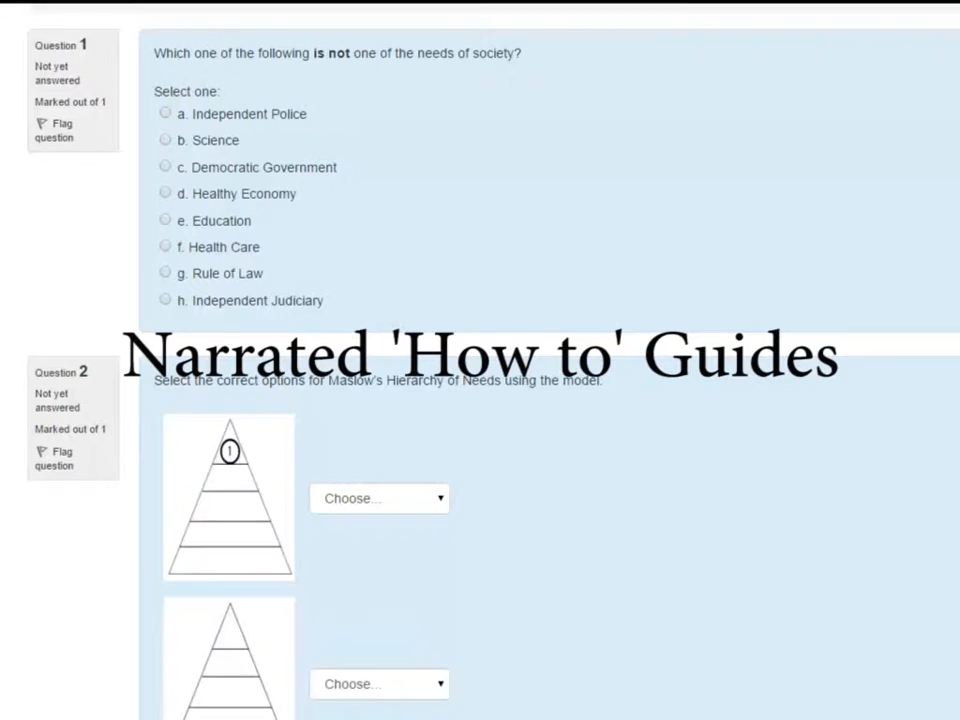 Question 1
Not yet
answered
Marked out of 1
Flag
question
Which one of the following is not one of the needs of society?
Select one:
a. Independent Police
b. Science
c. Democratic Government
d. Healthy Economy
e. Education
f. Health Care
g. Rule of Law
h. Independent Judiciary
Narrated 'How to' Guides
Question 2
Not yet
answered
Marked out of 1
Flag
question
Select the correct options for Maslow's Hierarchy of Needs using the model.
1
Choose...
Choose...